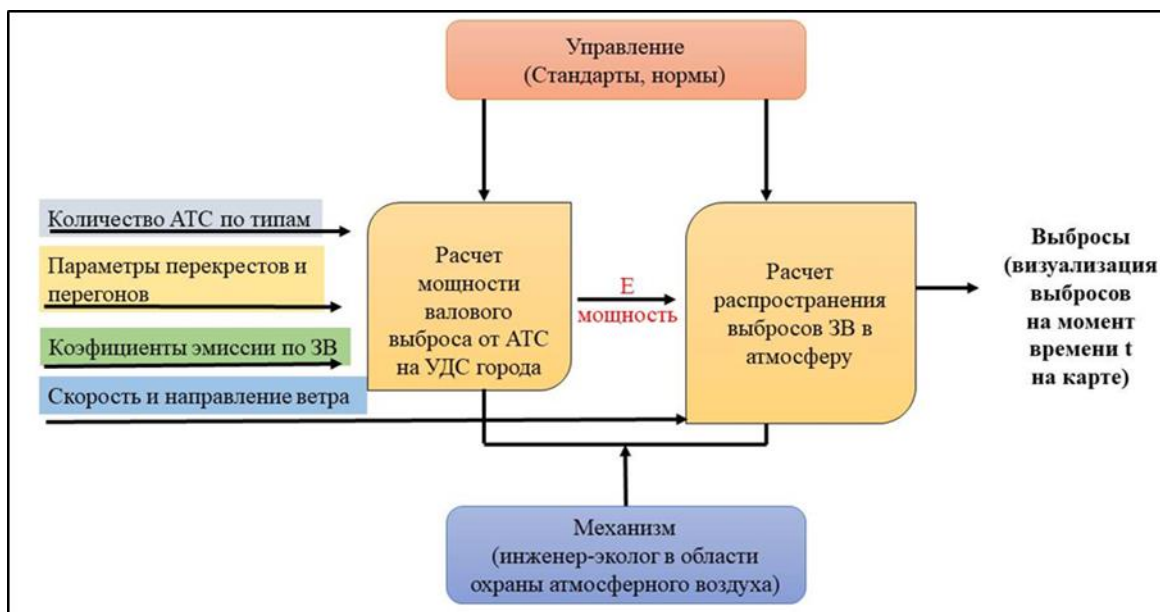 Управление
(Стандарты, нормы)
Количество АТС по типам
Параметры перекрестов и
перегонов
Коэфициенты эмиссии по ЗВ
Скорость и направление ветра
Расчет
мощности
валового
выброса от АТС
на УДС города
E
мощность
Расчет
распространения
выбросов ЗВ в
атмосферу
Выбросы
(визуализация
выбросов
на момент
времени t
на карте)
Механизм
(инженер-эколог в области
охраны атмосферного воздуха)